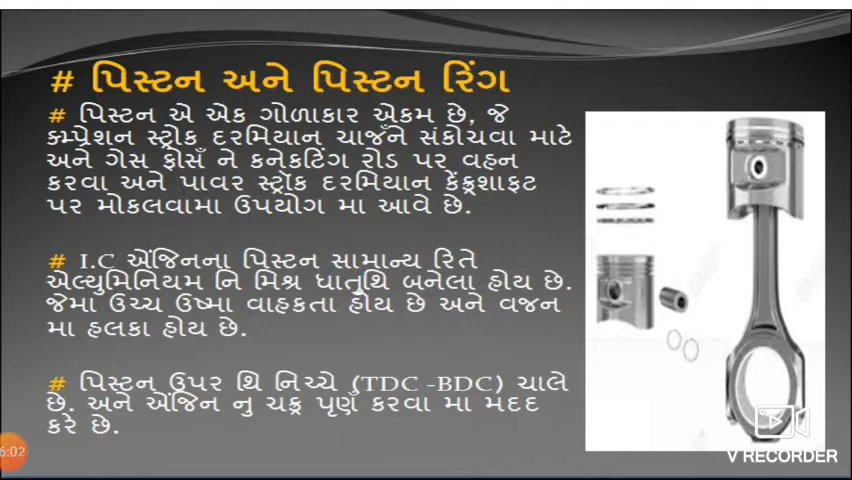 # પિસ્ટન અને પિસ્ટન રિંગ
# પિસ્ટન એ એક ગોળાકાર એકમ છે, જે
ક્મ્પ્રેશન સ્ટ્રોક દરમિયાન ચાર્જને સંકોચવા માટે
અને ગેસ ફોર્સ ને કનેકટિંગ રોડ પર વહન
કરવા અને પાવર સ્ટ્રૉક દરમિયાન ક્રેંકશાફટ
પર મોકલવામા ઉપયોગ મા આવે છે.
# I.C એંજિનના પિસ્ટન સામાન્ય રિતે
એલ્યુમિનિયમ નિ મિશ્ર ધાતુથિ બનેલા હોય છે.
જેમા ઉચ્ચ ઉષ્મા વાહકતા હોય છે અને વજન
મા હલકા હોય છે.
# પિસ્ટન ઉપર થિ નિચ્ચે (TDC -BDC) ચાલે
છે. અને એંજિન નુ ચક્ર પૂર્ણ કરવા મા મદદ
કરે છે.
6:02
V RECORDER